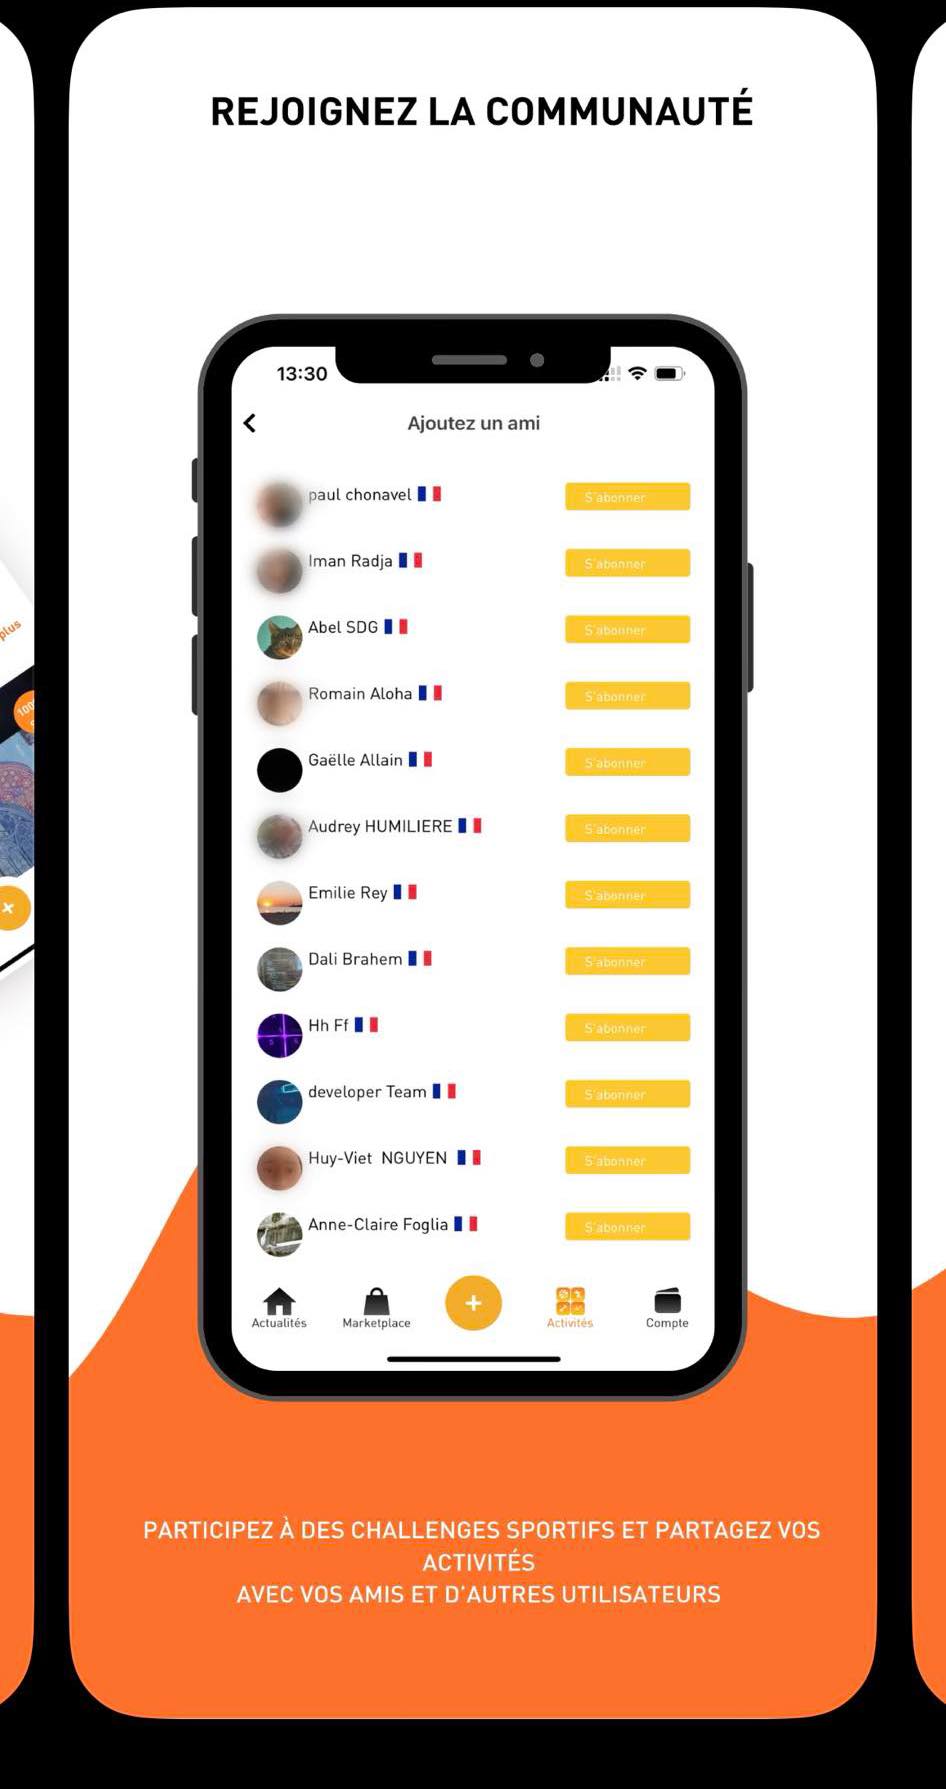 REJOIGNEZ LA COMMUNAUTÉ
13:30
Ajoutez un ami
paul chonavel S'abonner
Iman Radja S'abonner
Abel SDG S'abonner
Romain Aloha S'abonner
Gaëlle Allain S'abonner
Audrey HUMILIERE S'abonner
Emilie Rey S'abonner
Dali Brahem S'abonner
Hh Ff S'abonner
developer Team S'abonner
Huy-Viet NGUYEN S'abonner
Anne-Claire Foglia S'abonner
Actualités Marketplace + Activités Compte
PARTICIPEZ À DES CHALLENGES SPORTIFS ET PARTAGEZ VOS
ACTIVITÉS
AVEC VOS AMIS ET D'AUTRES UTILISATEURS
plus